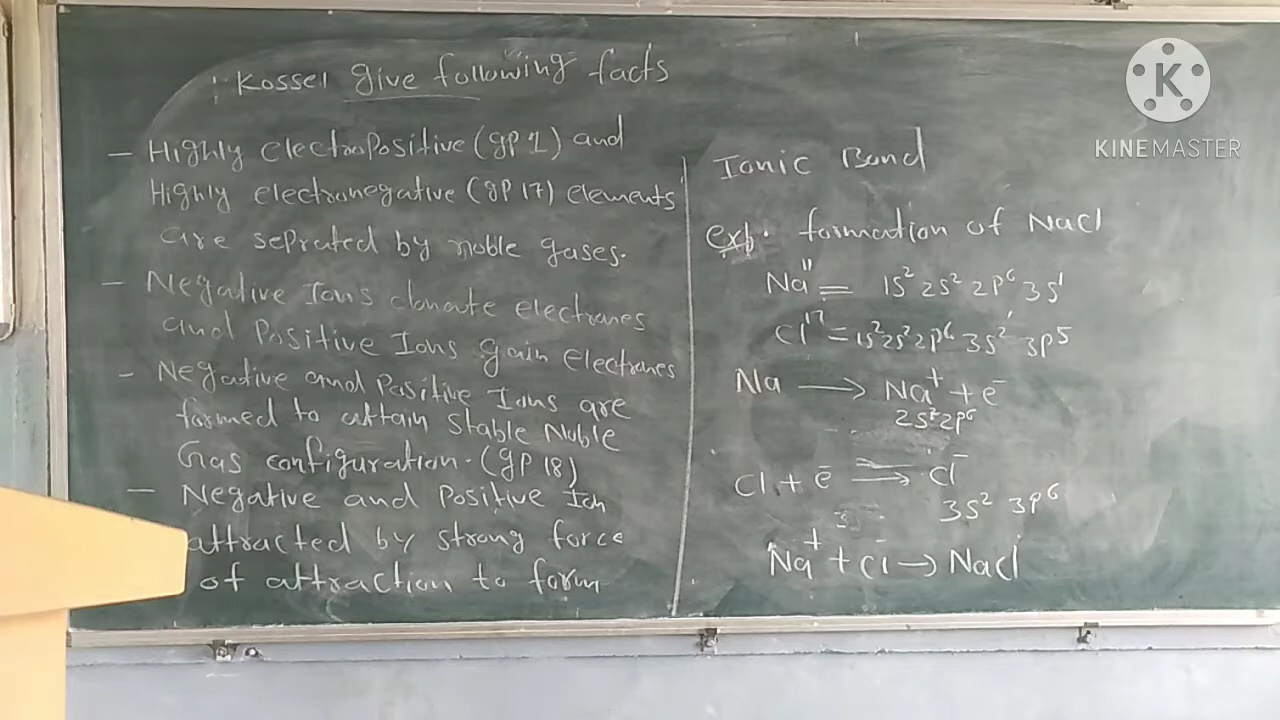 Kossel give following facts
– Highly electropositive (gp 1) and
Highly electronegative (gp 17) elements
are seprated by noble gases.
– Negative Ions donate electrones
and Positive Ions gain electrones
– Negative and Positive Ions are
formed to attain stable Noble
Gas configuration. (gp 18)
– Negative and Positive Ion
attracted by strong force
of attraction to form
Ionic Bond
exp. formation of NaCl
Na¹¹ = 1s² 2s² 2p⁶ 3s¹
Cl¹⁷ = 1s² 2s² 2p⁶ 3s² 3p⁵
Na → Na⁺ + e⁻
2s² 2p⁶
Cl + e⁻ → Cl⁻
3s² 3p⁶
Na⁺ + Cl⁻ → NaCl
K
KINEMASTER